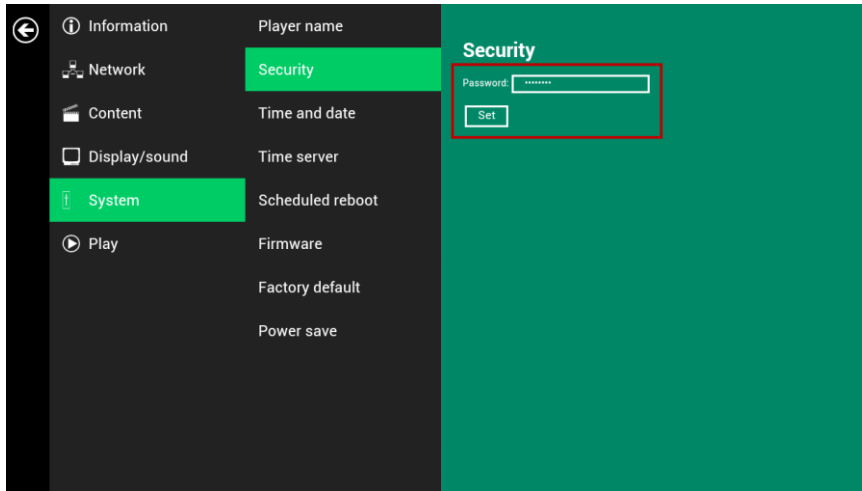 Information
Network
Content
Display/sound
System
Play
Player name
Security
Time and date
Time server
Scheduled reboot
Firmware
Factory default
Power save
Security
Password: ········
Set